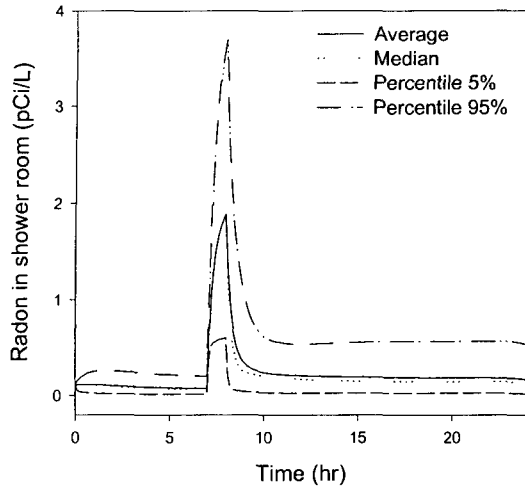 Radon in shower room (pCi/L)
4
3
2
1
0
Average
Median
Percentile 5%
Percentile 95%
0 5 10 15 20
Time (hr)